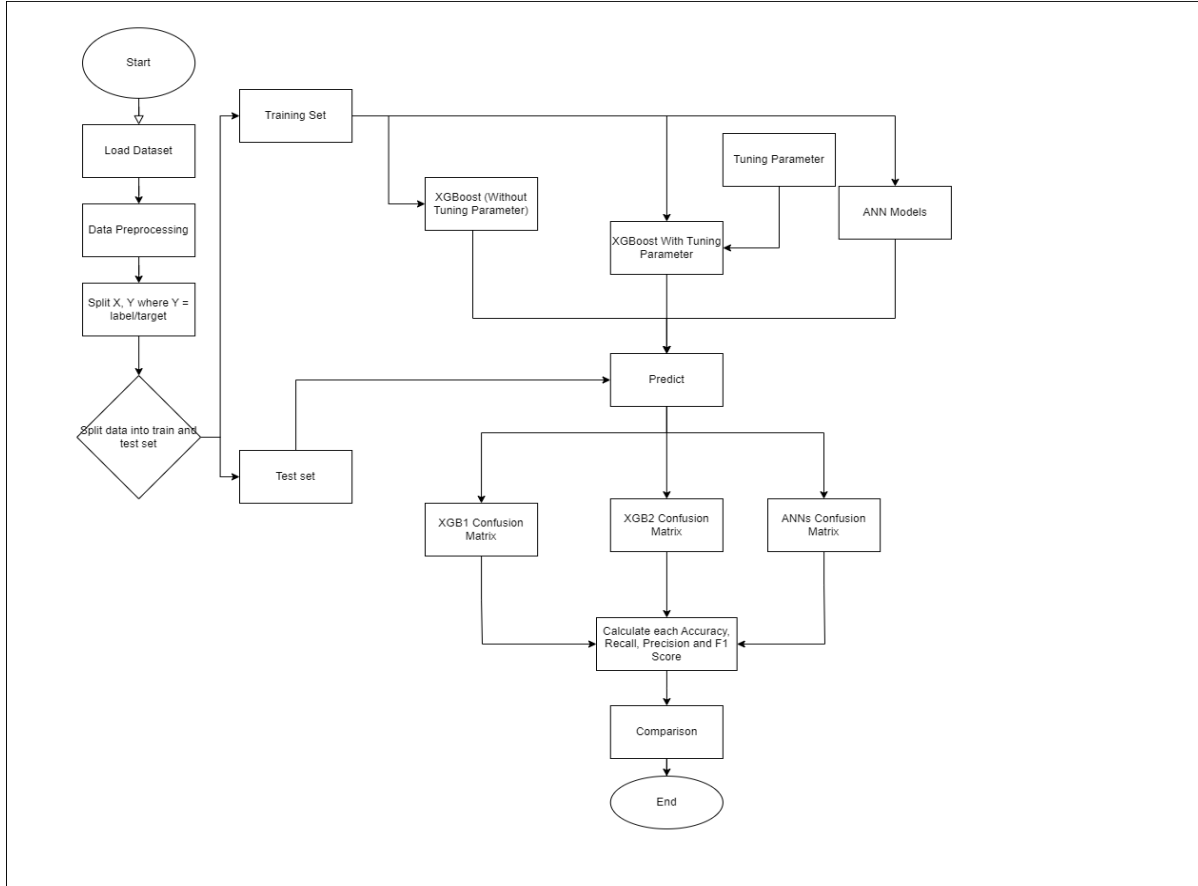 Start
Load Dataset
Data Preprocessing
Split X, Y where Y =
label/target
Split data into train and
test set
Training Set
Test set
XGBoost (Without
Tuning Parameter)
Tuning Parameter
XGBoost With Tuning
Parameter
ANN Models
Predict
XGB1 Confusion
Matrix
XGB2 Confusion
Matrix
ANNs Confusion
Matrix
Calculate each Accuracy,
Recall, Precision and F1
Score
Comparison
End